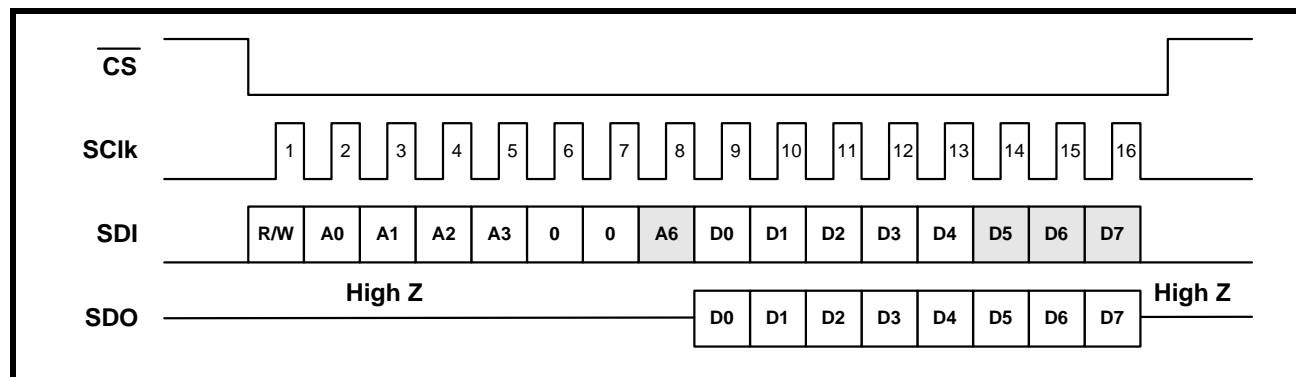 CS
SClk 1 2 3 4 5 6 7 8 9 10 11 12 13 14 15 16
SDI R/W A0 A1 A2 A3 0 0 A6 D0 D1 D2 D3 D4 D5 D6 D7
High Z High Z
SDO D0 D1 D2 D3 D4 D5 D6 D7